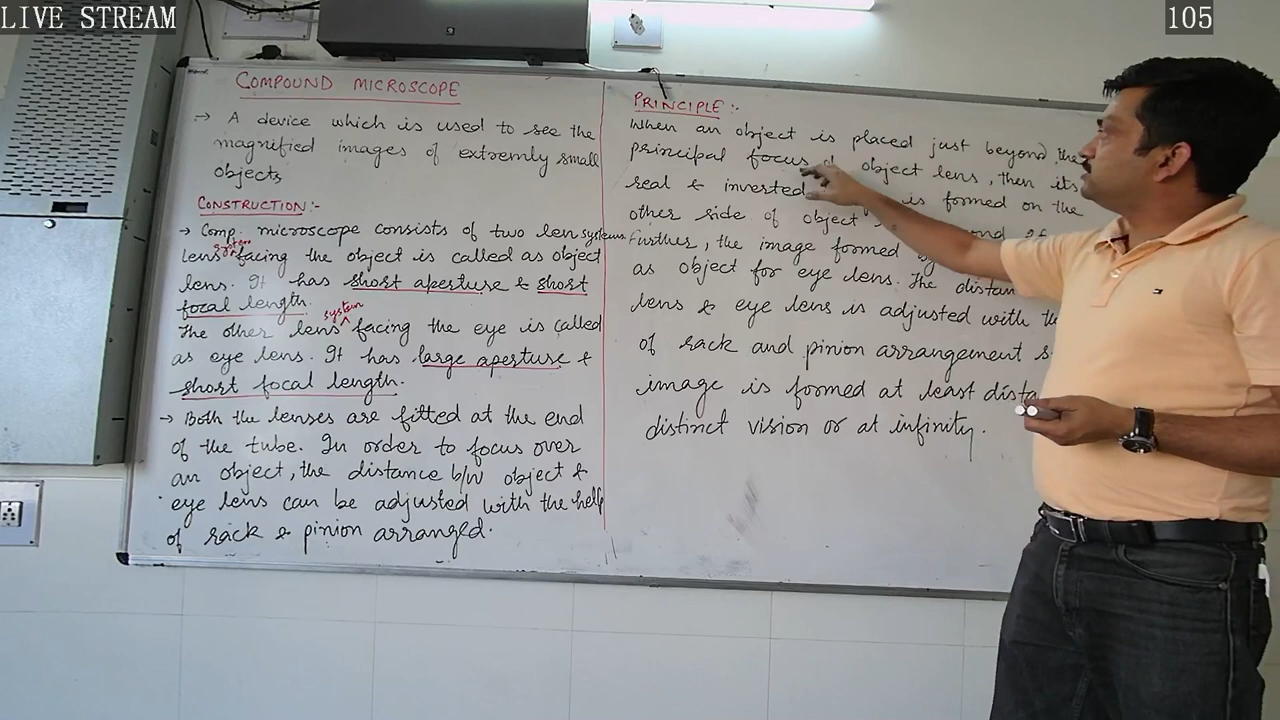 LIVE STREAM
105
COMPOUND MICROSCOPE
→ A device which is used to see the
magnified images of extremly small
objects
CONSTRUCTION:-
→ Comp. microscope consists of two len systems.
system
lens facing the object is called as object
lens. It has short aperture & short
focal length.
system
The other lens facing the eye is called
as eye lens. It has large aperture &
short focal length.
→ Both the lenses are fitted at the end
of the tube. In order to focus over
an object, the distance b/w object &
eye lens can be adjusted with the help
of rack & pinion arranged.
PRINCIPLE:-
When an object is placed just beyond the
principal focus of object lens, then its
real & inverted is formed on the
other side of object
Further, the image formed
as object for eye lens. The
lens & eye lens is adjusted with
of rack and pinion arrangement
image is formed at least
distinct vision or at infinity.